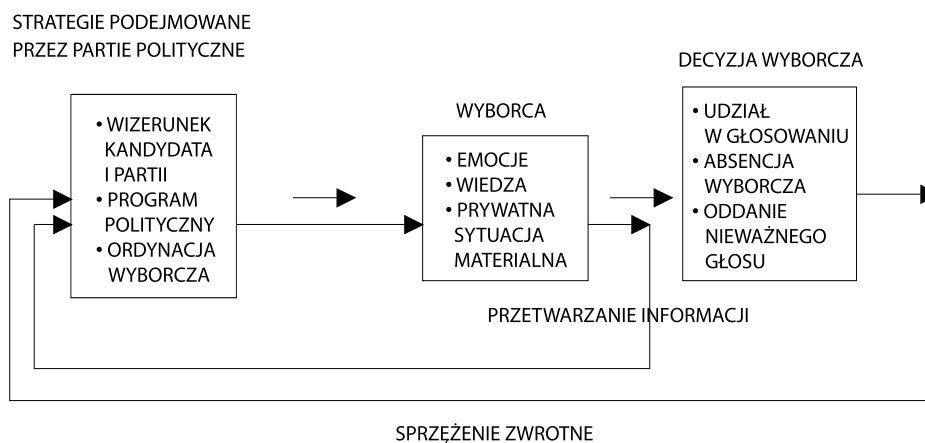 STRATEGIE PODEJMOWANE
PRZEZ PARTIE POLITYCZNE
• WIZERUNEK
KANDYDATA
I PARTII
• PROGRAM
POLITYCZNY
• ORDYNACJA
WYBORCZA
WYBORCA
• EMOCJE
• WIEDZA
• PRYWATNA
SYTUACJA
MATERIALNA
DECYZJA WYBORCZA
• UDZIAŁ
W GŁOSOWANIU
• ABSENCJA
WYBORCZA
• ODDANIE
NIEWAŻNEGO
GŁOSU
PRZETWARZANIE INFORMACJI
SPRZĘŻENIE ZWROTNE